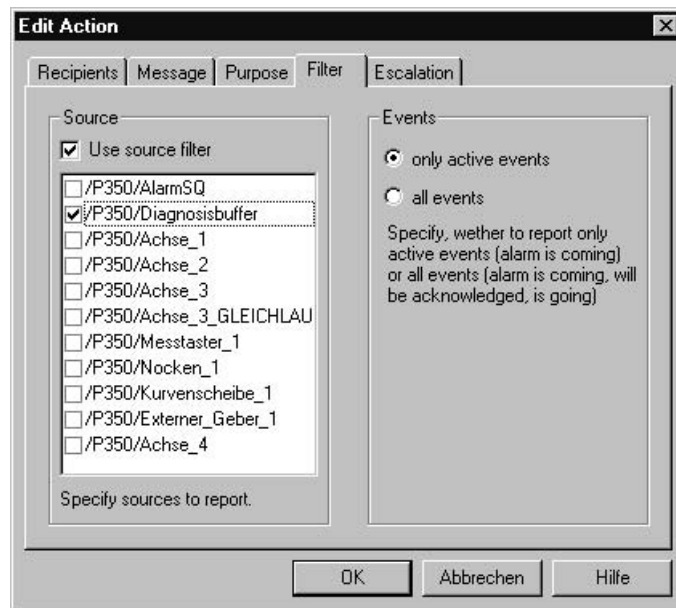 Edit Action
Recipients Message Purpose Filter Escalation
Source
Use source filter
/P350/AlarmSQ
/P350/Diagnosisbuffer
/P350/Achse_1
/P350/Achse_2
/P350/Achse_3
/P350/Achse_3_GLEICHLAU
/P350/Messtaster_1
/P350/Nocken_1
/P350/Kurvenscheibe_1
/P350/Externer_Geber_1
/P350/Achse_4
Specify sources to report.
Events
only active events
all events
Specify, wether to report only
active events (alarm is coming)
or all events (alarm is coming, will
be acknowledged, is going)
OK Abbrechen Hilfe